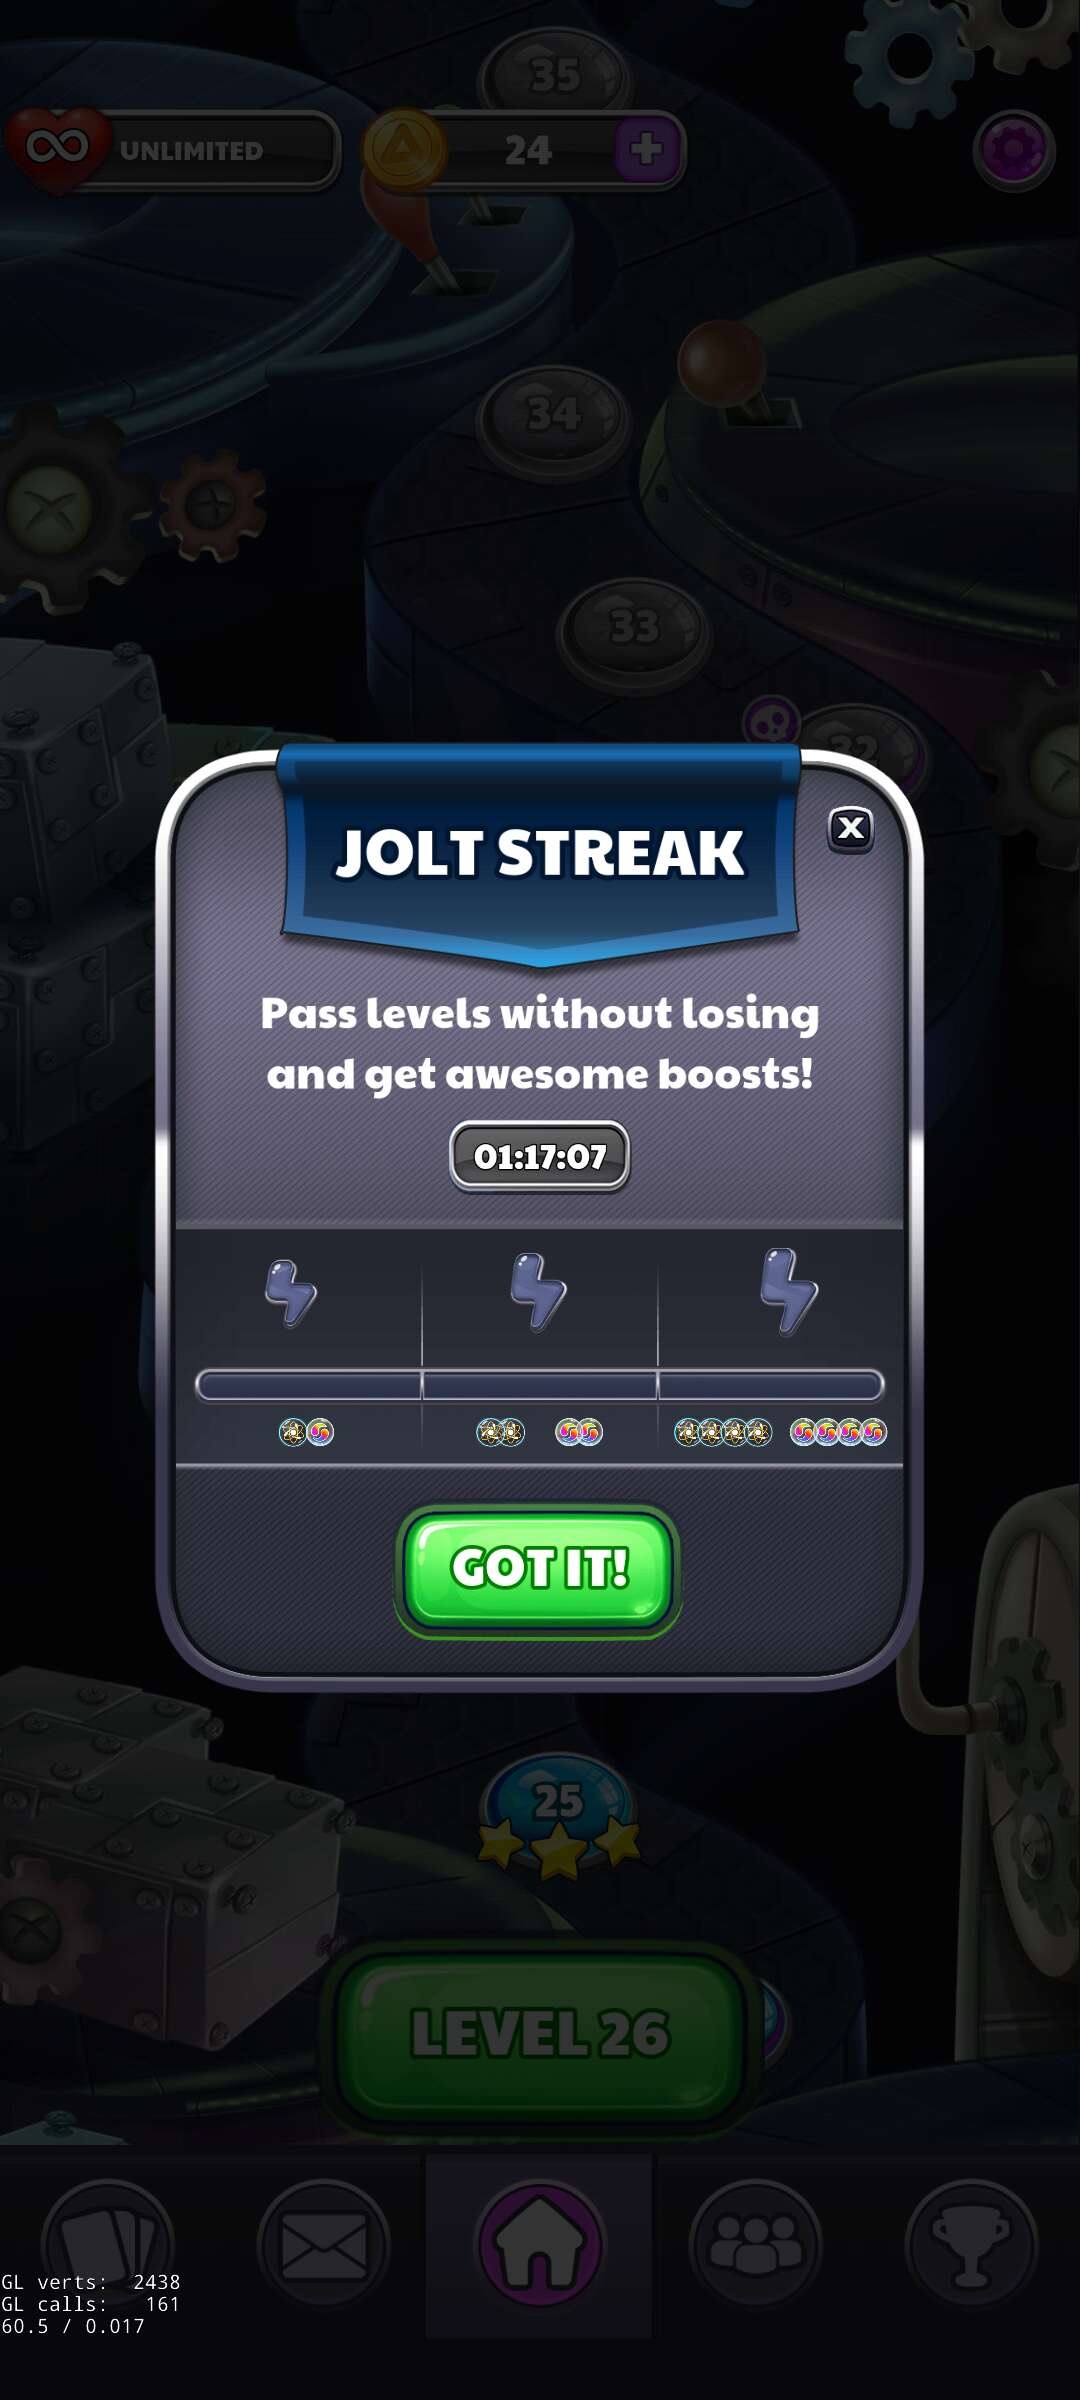 35
UNLIMITED
24
34
33
32
JOLT STREAK
X
Pass levels without losing
and get awesome boosts!
01:17:07
GOT IT!
25
LEVEL 26
GL verts: 2438
GL calls: 161
60.5 / 0.017